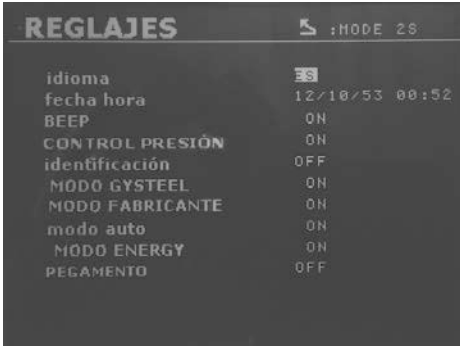 REGLAJES :MODE 2S
idioma ES
fecha hora 12/10/53 00:52
BEEP ON
CONTROL PRESIÓN ON
identificación OFF
MODO GYSTEEL ON
MODO FABRICANTE ON
modo auto ON
MODO ENERGY ON
PEGAMENTO OFF